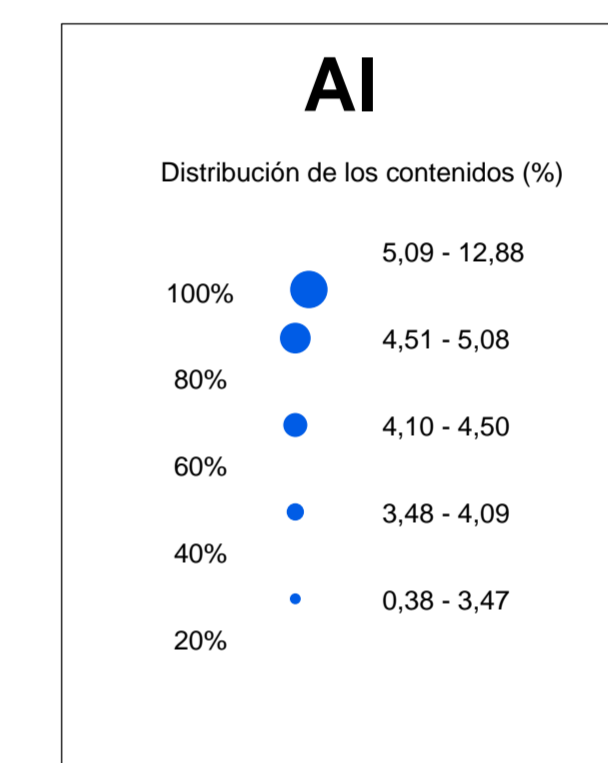 Al
Distribución de los contenidos (%)
5,09 - 12,88
100%
4,51 - 5,08
80%
4,10 - 4,50
60%
3,48 - 4,09
40%
0,38 - 3,47
20%